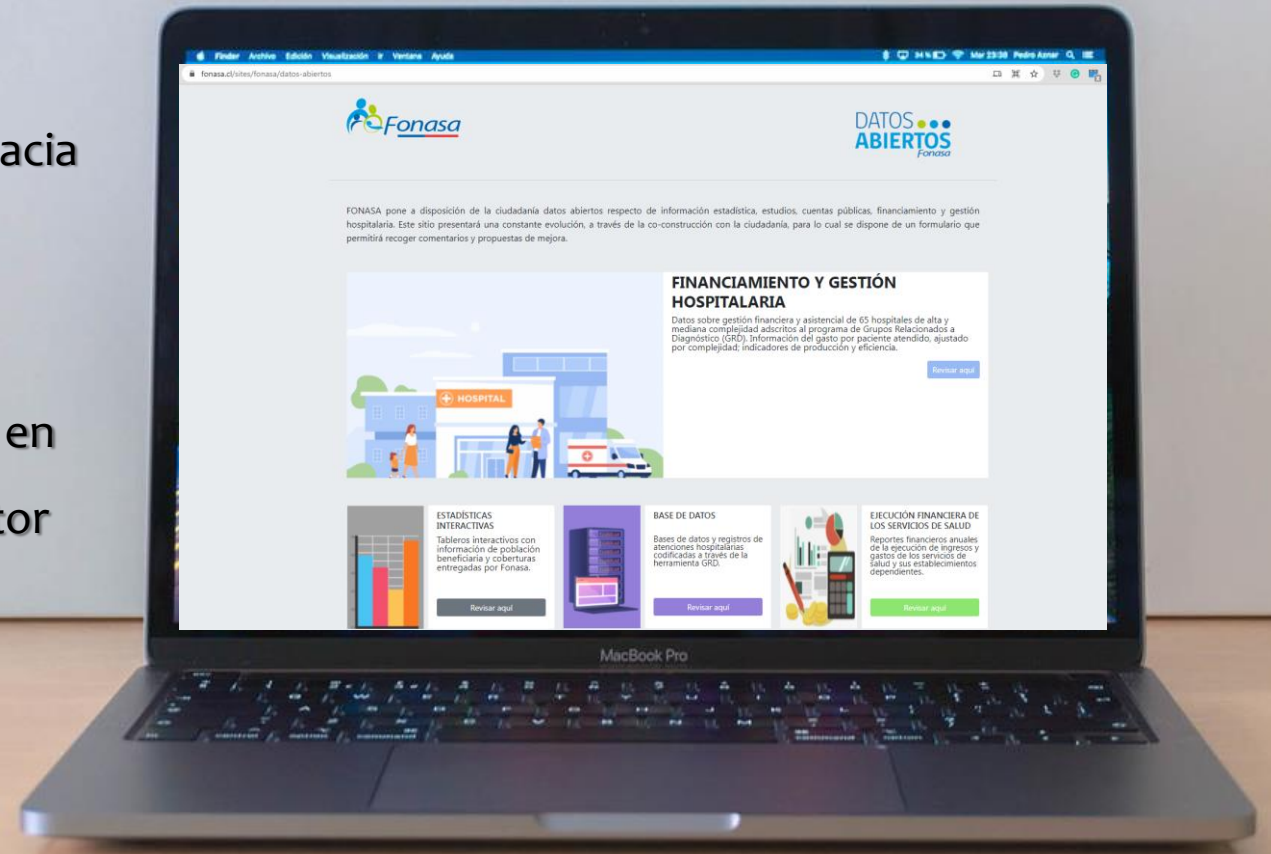 acia
en
tor
Finder Archivo Edición Visualización Ir Ventana Ayuda
34 % Mar 23:38 Pedro Aznar
fonasa.cl/sites/fonasa/datos-abiertos
Fonasa
DATOS
ABIERTOS
Fonasa
FONASA pone a disposición de la ciudadanía datos abiertos respecto de información estadística, estudios, cuentas públicas, financiamiento y gestión
hospitalaria. Este sitio presentará una constante evolución, a través de la co-construcción con la ciudadanía, para lo cual se dispone de un formulario que
permitirá recoger comentarios y propuestas de mejora.
FINANCIAMIENTO Y GESTIÓN
HOSPITALARIA
Datos sobre gestión financiera y asistencial de 65 hospitales de alta y
mediana complejidad adscritos al programa de Grupos Relacionados a
Diagnóstico (GRD). Información del gasto por paciente atendido, ajustado
por complejidad; indicadores de producción y eficiencia.
Revisar aquí
HOSPITAL
ESTADÍSTICAS
INTERACTIVAS
Tableros interactivos con
información de población
beneficiaria y coberturas
entregadas por Fonasa.
Revisar aquí
BASE DE DATOS
Bases de datos y registros de
atenciones hospitalarias
codificadas a través de la
herramienta GRD.
Revisar aquí
EJECUCIÓN FINANCIERA DE
LOS SERVICIOS DE SALUD
Reportes financieros anuales
de la ejecución de ingresos y
gastos de los servicios de
salud y sus establecimientos
dependientes.
Revisar aquí
MacBook Pro
control option command
command option